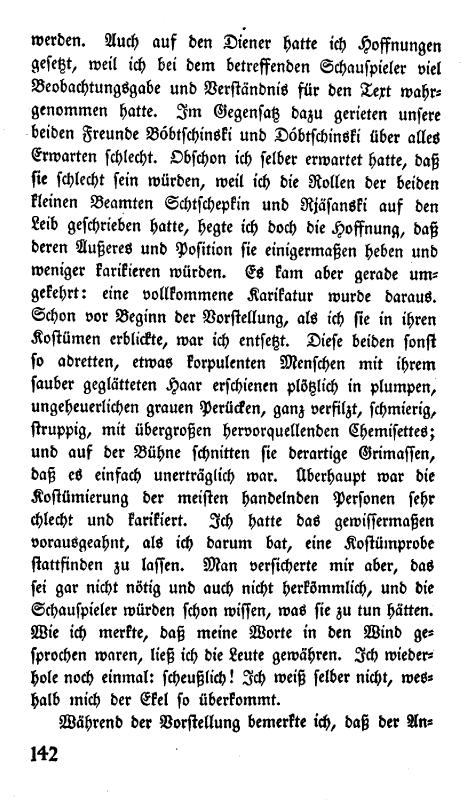 werden. Auch auf den Diener hatte ich Hoffnungen
gesetzt, weil ich bei dem betreffenden Schauspieler viel
Beobachtungsgabe und Verständnis für den Text wahr-
genommen hatte. Im Gegensatz dazu gerieten unsere
beiden Freunde Bóbtschinski und Dóbtschinski über alles
Erwarten schlecht. Obschon ich selber erwartet hatte, daß
sie schlecht sein würden, weil ich die Rollen der beiden
kleinen Beamten Schtschepkin und Rjäsanski auf den
Leib geschrieben hatte, hegte ich doch die Hoffnung, daß
deren Äußeres und Position sie einigermaßen heben und
weniger karikieren würden. Es kam aber gerade um-
gekehrt: eine vollkommene Karikatur wurde daraus.
Schon vor Beginn der Vorstellung, als ich sie in ihren
Kostümen erblickte, war ich entsetzt. Diese beiden sonst
so adretten, etwas korpulenten Menschen mit ihrem
sauber geglätteten Haar erschienen plötzlich in plumpen,
ungeheuerlichen grauen Perücken, ganz verfilzt, schmierig,
struppig, mit übergroßen hervorquellenden Chemisettes;
und auf der Bühne schnitten sie derartige Grimassen,
daß es einfach unerträglich war. Überhaupt war die
Kostümierung der meisten handelnden Personen sehr
chlecht und karikiert. Ich hatte das gewissermaßen
vorausgeahnt, als ich darum bat, eine Kostümprobe
stattfinden zu lassen. Man versicherte mir aber, das
sei gar nicht nötig und auch nicht herkömmlich, und die
Schauspieler würden schon wissen, was sie zu tun hätten.
Wie ich merkte, daß meine Worte in den Wind ge-
sprochen waren, ließ ich die Leute gewähren. Ich wieder-
hole noch einmal: scheußlich! Ich weiß selber nicht, wes-
halb mich der Ekel so überkommt.
Während der Vorstellung bemerkte ich, daß der An-
142